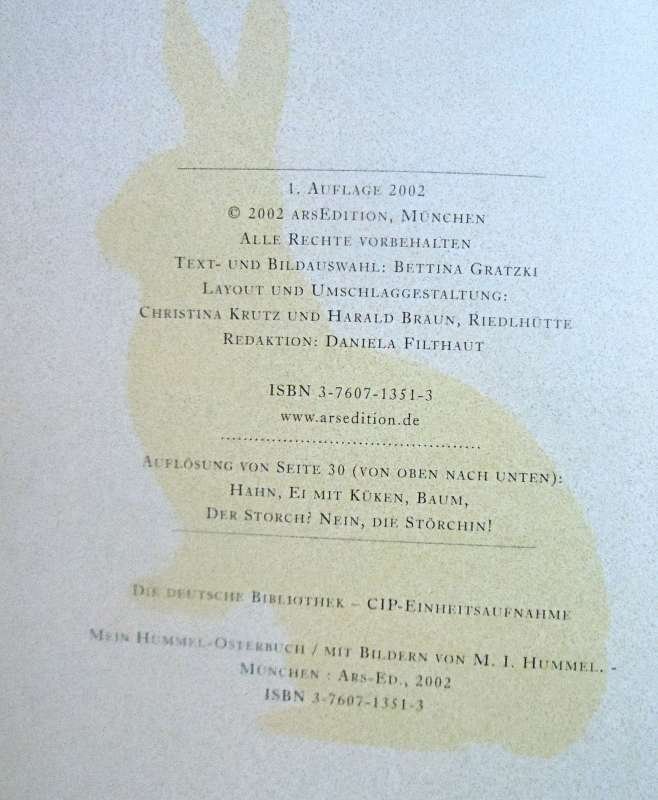 1. Auflage 2002
© 2002 arsEdition, München
Alle Rechte vorbehalten
Text- und Bildauswahl: Bettina Gratzki
Layout und Umschlaggestaltung:
Christina Krutz und Harald Braun, Riedlhütte
Redaktion: Daniela Filthaut
ISBN 3-7607-1351-3
www.arsedition.de
Auflösung von Seite 30 (von oben nach unten):
Hahn, Ei mit Küken, Baum,
Der Storch? Nein, die Störchin!
Die deutsche Bibliothek – CIP-Einheitsaufnahme
Mein Hummel-Osterbuch / mit Bildern von M. I. Hummel. -
München : Ars-Ed., 2002
ISBN 3-7607-1351-3